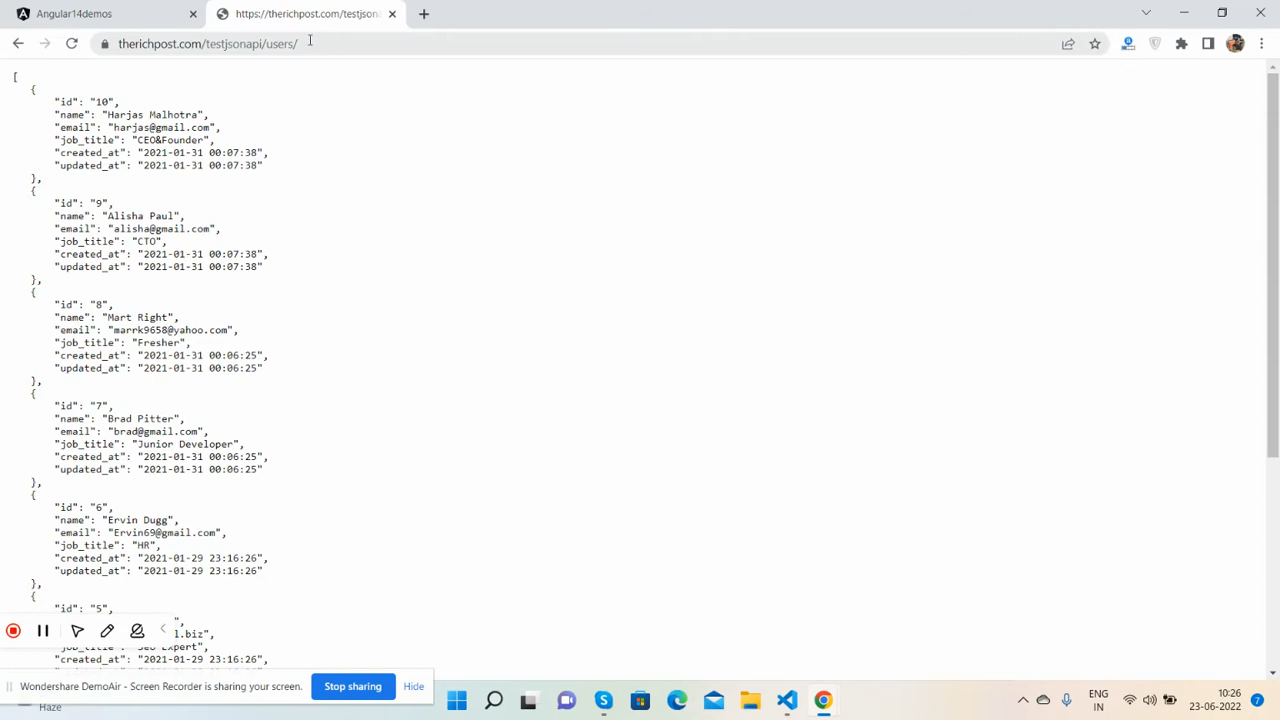 Angular14demos
https://therichpost.com/testjsona
therichpost.com/testjsonapi/users/
[
{
"id": "10",
"name": "Harjas Malhotra",
"email": "harjas@gmail.com",
"job_title": "CEO&Founder",
"created_at": "2021-01-31 00:07:38",
"updated_at": "2021-01-31 00:07:38"
},
{
"id": "9",
"name": "Alisha Paul",
"email": "alisha@gmail.com",
"job_title": "CTO",
"created_at": "2021-01-31 00:07:38",
"updated_at": "2021-01-31 00:07:38"
},
{
"id": "8",
"name": "Mart Right",
"email": "marrk9658@yahoo.com",
"job_title": "Fresher",
"created_at": "2021-01-31 00:06:25",
"updated_at": "2021-01-31 00:06:25"
},
{
"id": "7",
"name": "Brad Pitter",
"email": "brad@gmail.com",
"job_title": "Junior Developer",
"created_at": "2021-01-31 00:06:25",
"updated_at": "2021-01-31 00:06:25"
},
{
"id": "6",
"name": "Ervin Dugg",
"email": "Ervin69@gmail.com",
"job_title": "HR",
"created_at": "2021-01-29 23:16:26",
"updated_at": "2021-01-29 23:16:26"
},
{
"id": "5",
",
l.biz",
"job_title": "Seo Expert",
"created_at": "2021-01-29 23:16:26",
Wondershare DemoAir - Screen Recorder is sharing your screen.
Stop sharing
Hide
Haze
ENG
IN
10:26
23-06-2022
7